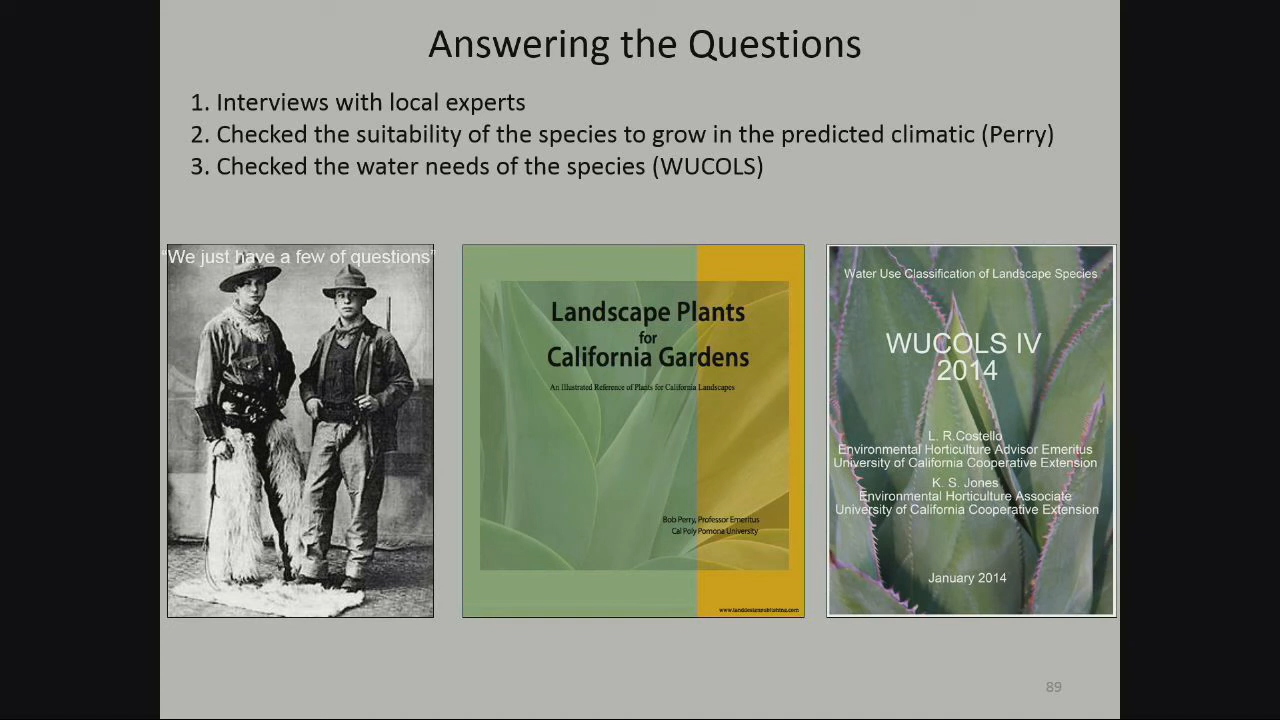 Answering the Questions
1. Interviews with local experts
2. Checked the suitability of the species to grow in the predicted climatic (Perry)
3. Checked the water needs of the species (WUCOLS)
"We just have a few of questions"
Landscape Plants
for
California Gardens
An Illustrated Reference of Plants for California Landscapes
Bob Perry, Professor Emeritus
Cal Poly Pomona University
www.landdesignpublishing.com
Water Use Classification of Landscape Species
WUCOLS IV
2014
L. R.Costello
Environmental Horticulture Advisor Emeritus
University of California Cooperative Extension
K. S. Jones
Environmental Horticulture Associate
University of California Cooperative Extension
January 2014
89